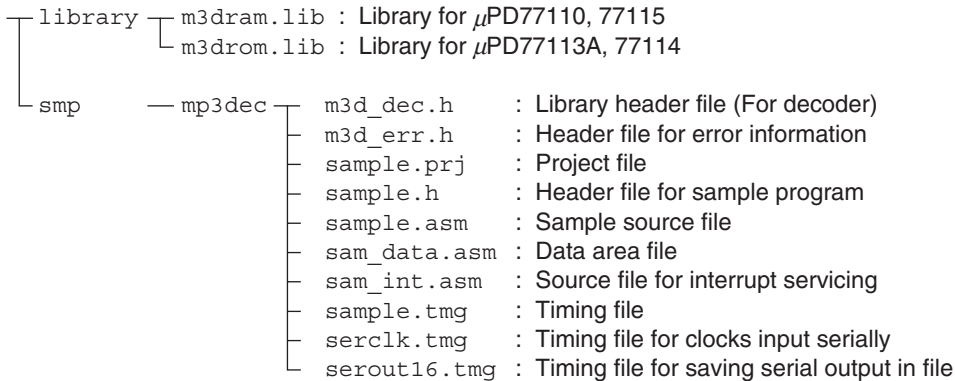 library m3dram.lib : Library for μPD77110, 77115
m3drom.lib : Library for μPD77113A, 77114
smp mp3dec m3d_dec.h : Library header file (For decoder)
m3d_err.h : Header file for error information
sample.prj : Project file
sample.h : Header file for sample program
sample.asm : Sample source file
sam_data.asm : Data area file
sam_int.asm : Source file for interrupt servicing
sample.tmg : Timing file
serclk.tmg : Timing file for clocks input serially
serout16.tmg : Timing file for saving serial output in file